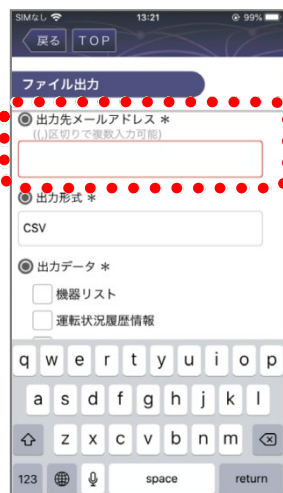 SIMなし 13:21 99%
戻る TOP
ファイル出力
出力先メールアドレス *
((,)区切りで複数入力可能)
出力形式 *
CSV
出力データ *
機器リスト
運転状況履歴情報
q w e r t y u i o p
a s d f g h j k l
z x c v b n m
123 space return